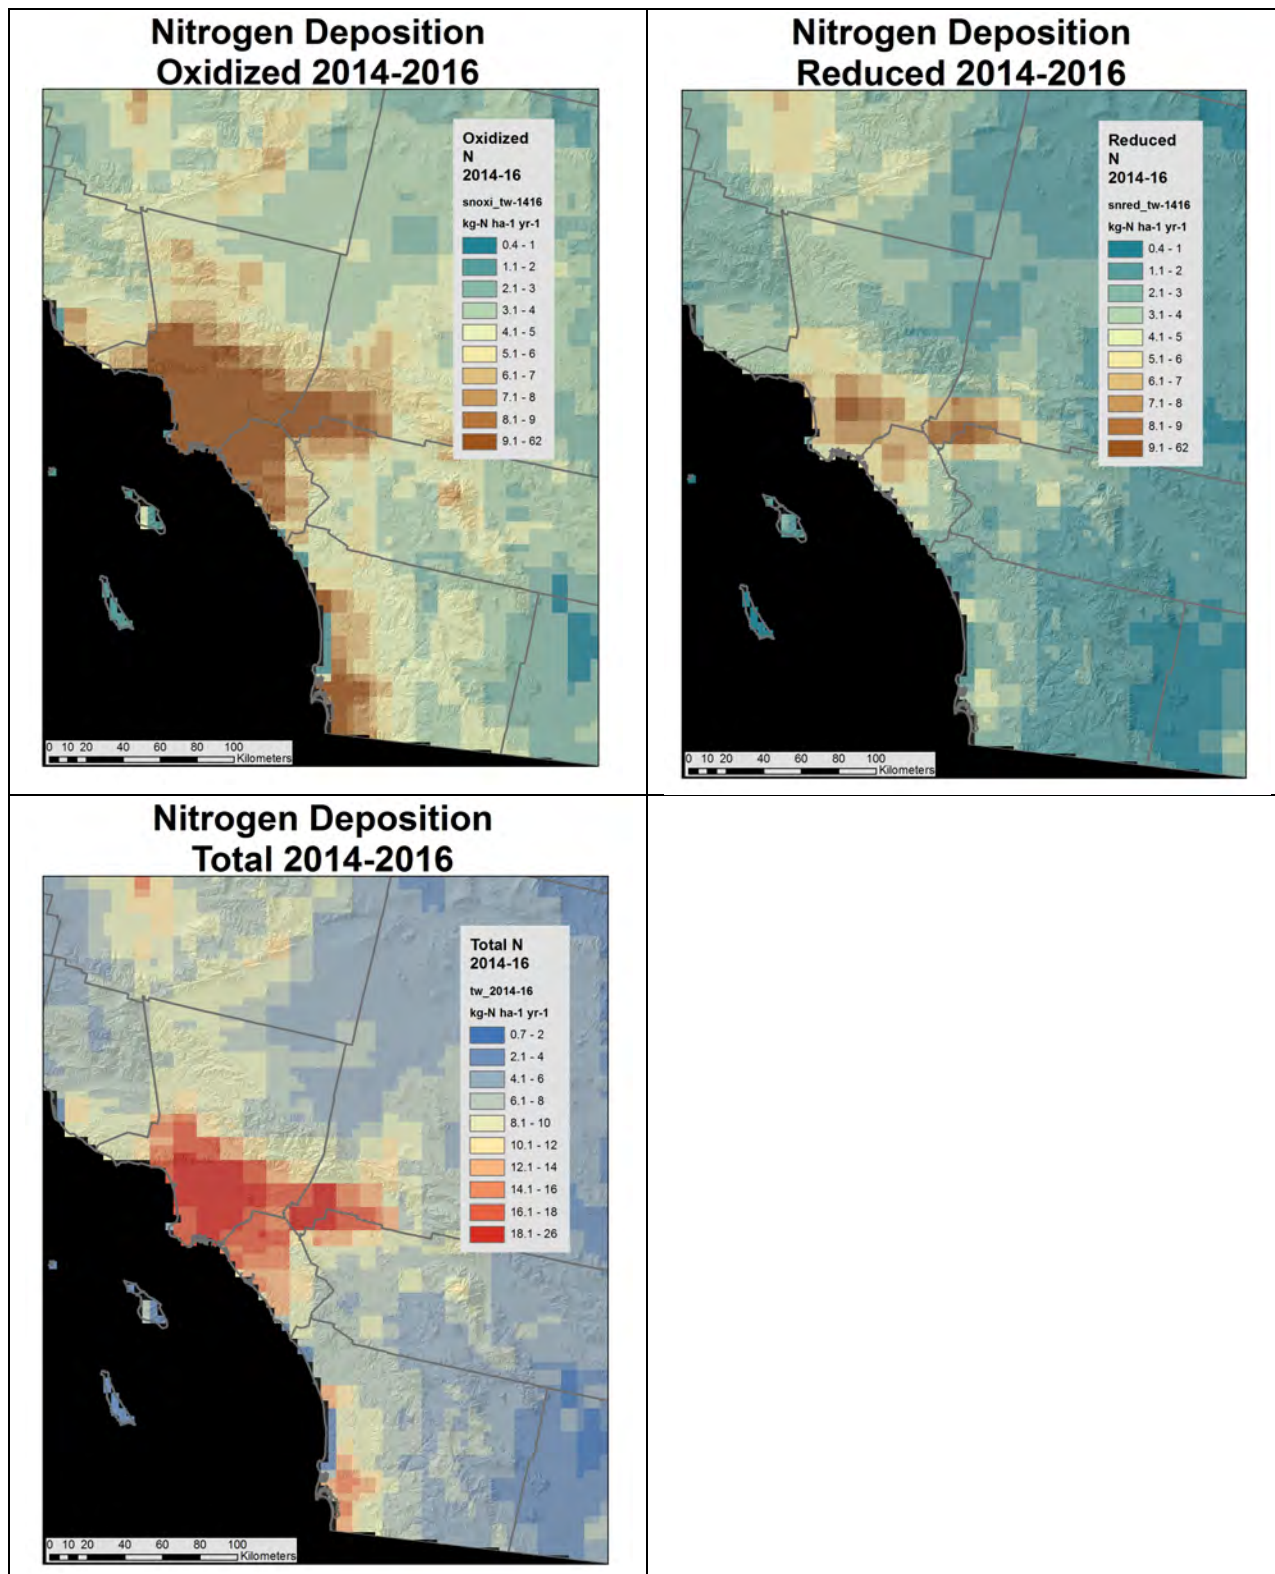 Nitrogen Deposition
Oxidized 2014-2016
Oxidized
N
2014-16
snoxi_tw-1416
kg-N ha-1 yr-1
0.4 - 1
1.1 - 2
2.1 - 3
3.1 - 4
4.1 - 5
5.1 - 6
6.1 - 7
7.1 - 8
8.1 - 9
9.1 - 62
0 10 20 40 60 80 100
Kilometers
Nitrogen Deposition
Reduced 2014-2016
Reduced
N
2014-16
snred_tw-1416
kg-N ha-1 yr-1
0.4 - 1
1.1 - 2
2.1 - 3
3.1 - 4
4.1 - 5
5.1 - 6
6.1 - 7
7.1 - 8
8.1 - 9
9.1 - 62
0 10 20 40 60 80 100
Kilometers
Nitrogen Deposition
Total 2014-2016
Total N
2014-16
tw_2014-16
kg-N ha-1 yr-1
0.7 - 2
2.1 - 4
4.1 - 6
6.1 - 8
8.1 - 10
10.1 - 12
12.1 - 14
14.1 - 16
16.1 - 18
18.1 - 26
0 10 20 40 60 80 100
Kilometers